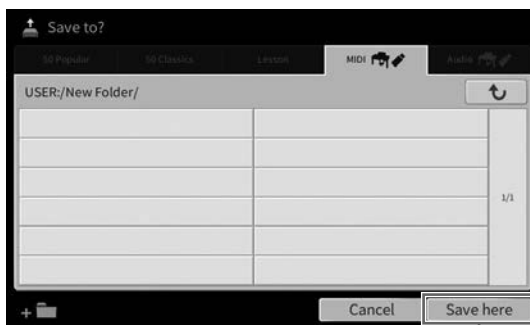 Save to?
50 Popular 50 Classics Lesson MIDI Audio
USER:/New Folder/
1/1
+ Cancel Save here